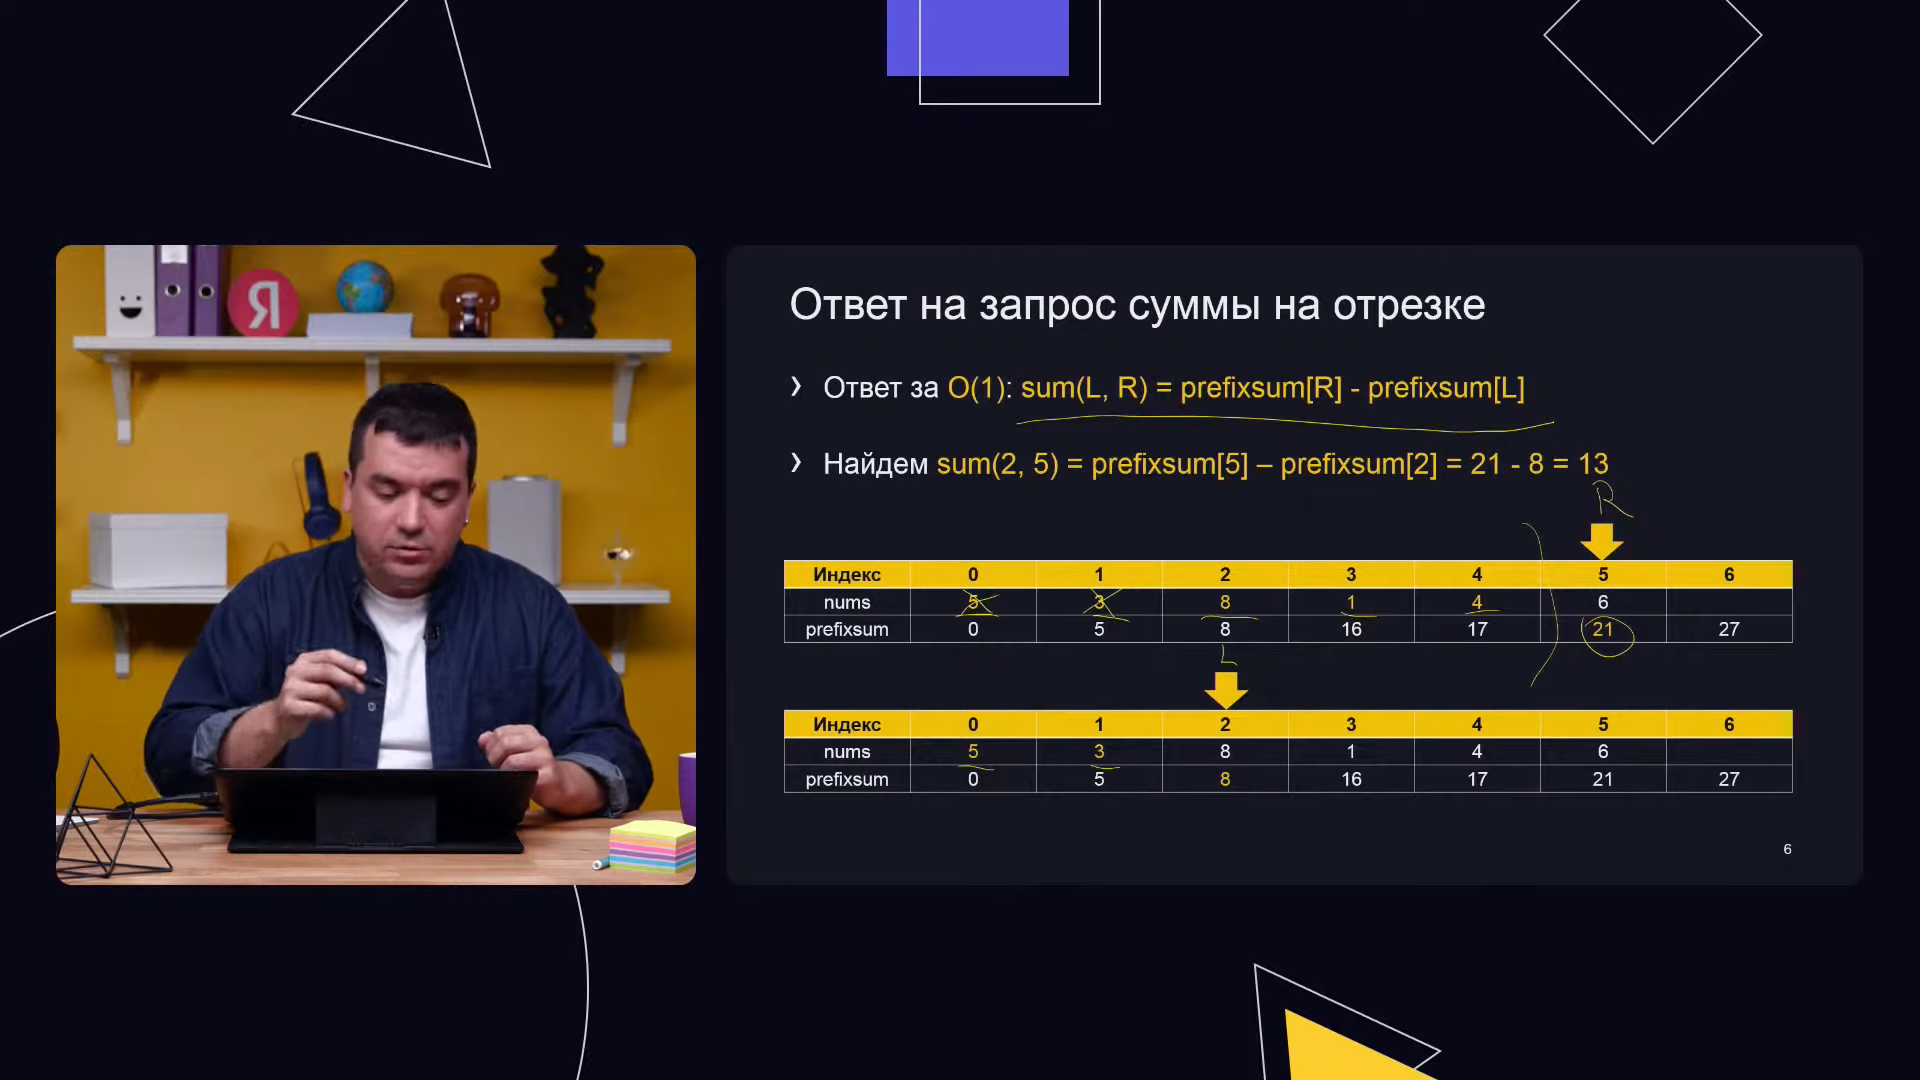 Я
Ответ на запрос суммы на отрезке
› Ответ за O(1): sum(L, R) = prefixsum[R] - prefixsum[L]
› Найдем sum(2, 5) = prefixsum[5] – prefixsum[2] = 21 - 8 = 13
R
Индекс 0 1 2 3 4 5 6
nums 5 3 8 1 4 6
prefixsum 0 5 8 16 17 21 27
L
Индекс 0 1 2 3 4 5 6
nums 5 3 8 1 4 6
prefixsum 0 5 8 16 17 21 27
6